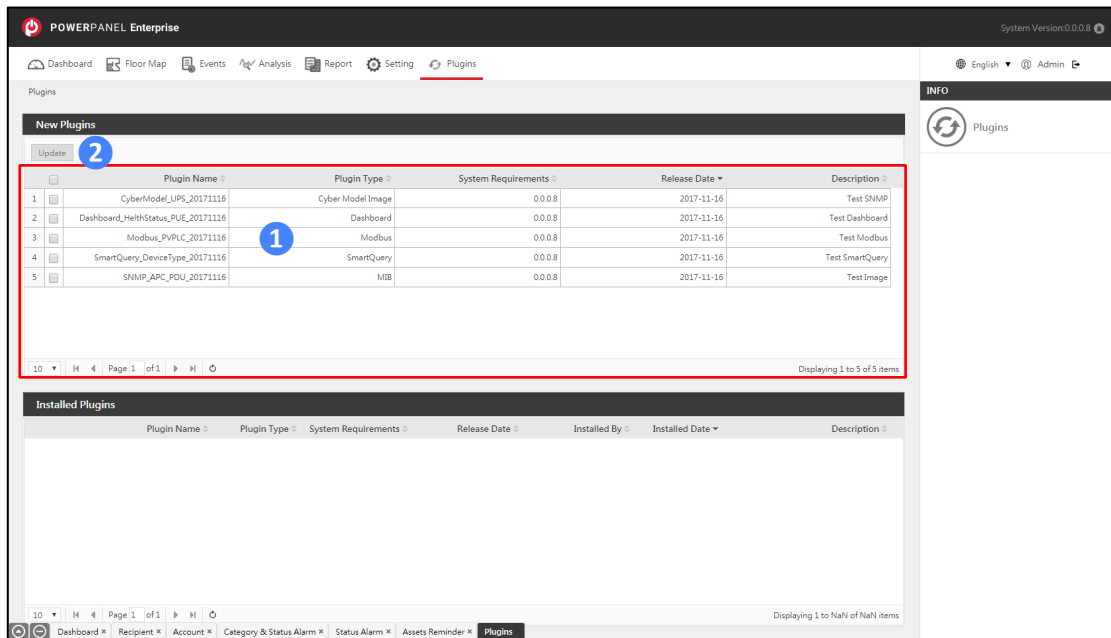 POWERPANEL Enterprise
System Version:0.0.0.8
Dashboard Floor Map Events Analysis Report Setting Plugins
English Admin
Plugins
INFO
Plugins
New Plugins
Update
2
Plugin Name Plugin Type System Requirements Release Date Description
1 CyberModel_UPS_20171116 Cyber Model Image 0.0.0.8 2017-11-16 Test SNMP
2 Dashboard_HelthStatus_PUE_20171116 Dashboard 0.0.0.8 2017-11-16 Test Dashboard
3 Modbus_PVPLC_20171116 Modbus 0.0.0.8 2017-11-16 Test Modbus
1
4 SmartQuery_DeviceType_20171116 SmartQuery 0.0.0.8 2017-11-16 Test SmartQuery
5 SNMP_APC_PDU_20171116 MIB 0.0.0.8 2017-11-16 Test Image
10 Page 1 of 1 Displaying 1 to 5 of 5 items
Installed Plugins
Plugin Name Plugin Type System Requirements Release Date Installed By Installed Date Description
10 Page 1 of 1 Displaying 1 to NaN of NaN items
Dashboard × Recipient × Account × Category & Status Alarm × Status Alarm × Assets Reminder × Plugins